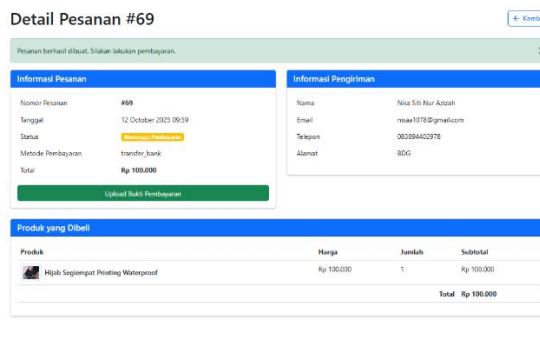 Detail Pesanan #69
← Kemb
Pesanan berhasil dibuat. Silakan lakukan pembayaran.
Informasi Pesanan
Nomor Pesanan #69
Tanggal 12 October 2025 09:59
Status Menunggu Pembayaran
Metode Pembayaran transfer_bank
Total Rp 100.000
Upload Bukti Pembayaran
Informasi Pengiriman
Nama Nisa Siti Nur Azizah
Email nisaa1078@gmail.com
Telepon 083894402978
Alamat BDG
Produk yang Dibeli
Produk Harga Jumlah Subtotal
Hijab Segiempat Printing Waterproof Rp 100.000 1 Rp 100.000
Total Rp 100.000